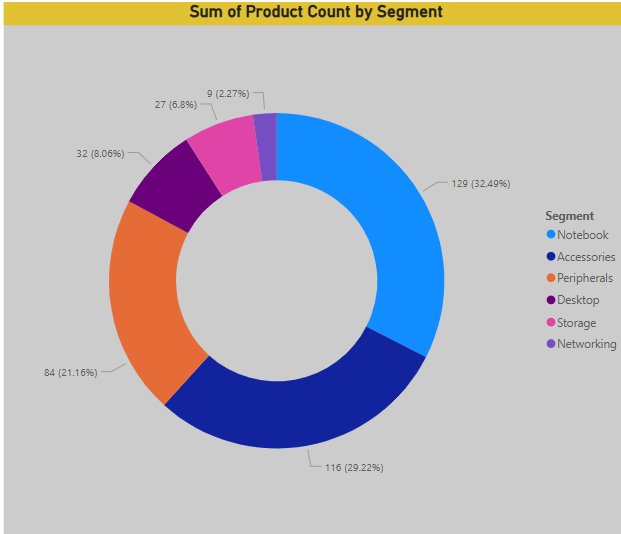 Sum of Product Count by Segment
9 (2.27%)
27 (6.8%)
32 (8.06%)
129 (32.49%)
84 (21.16%)
116 (29.22%)
Segment
Notebook
Accessories
Peripherals
Desktop
Storage
Networking